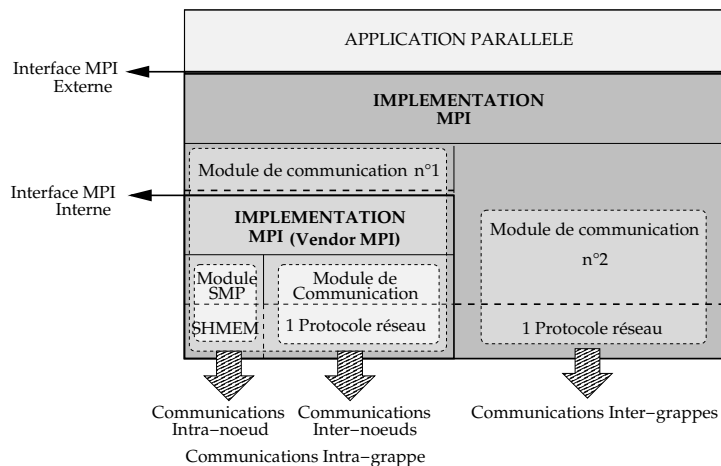 APPLICATION PARALLELE
Interface MPI
Externe
IMPLEMENTATION
MPI
Module de communication n°1
Interface MPI
Interne
IMPLEMENTATION
MPI (Vendor MPI)
Module de communication
n°2
Module
SMP
Module de
Communication
SHMEM
1 Protocole réseau
1 Protocole réseau
Communications
Intra−noeud
Communications
Inter−noeuds
Communications Inter−grappes
Communications Intra−grappe